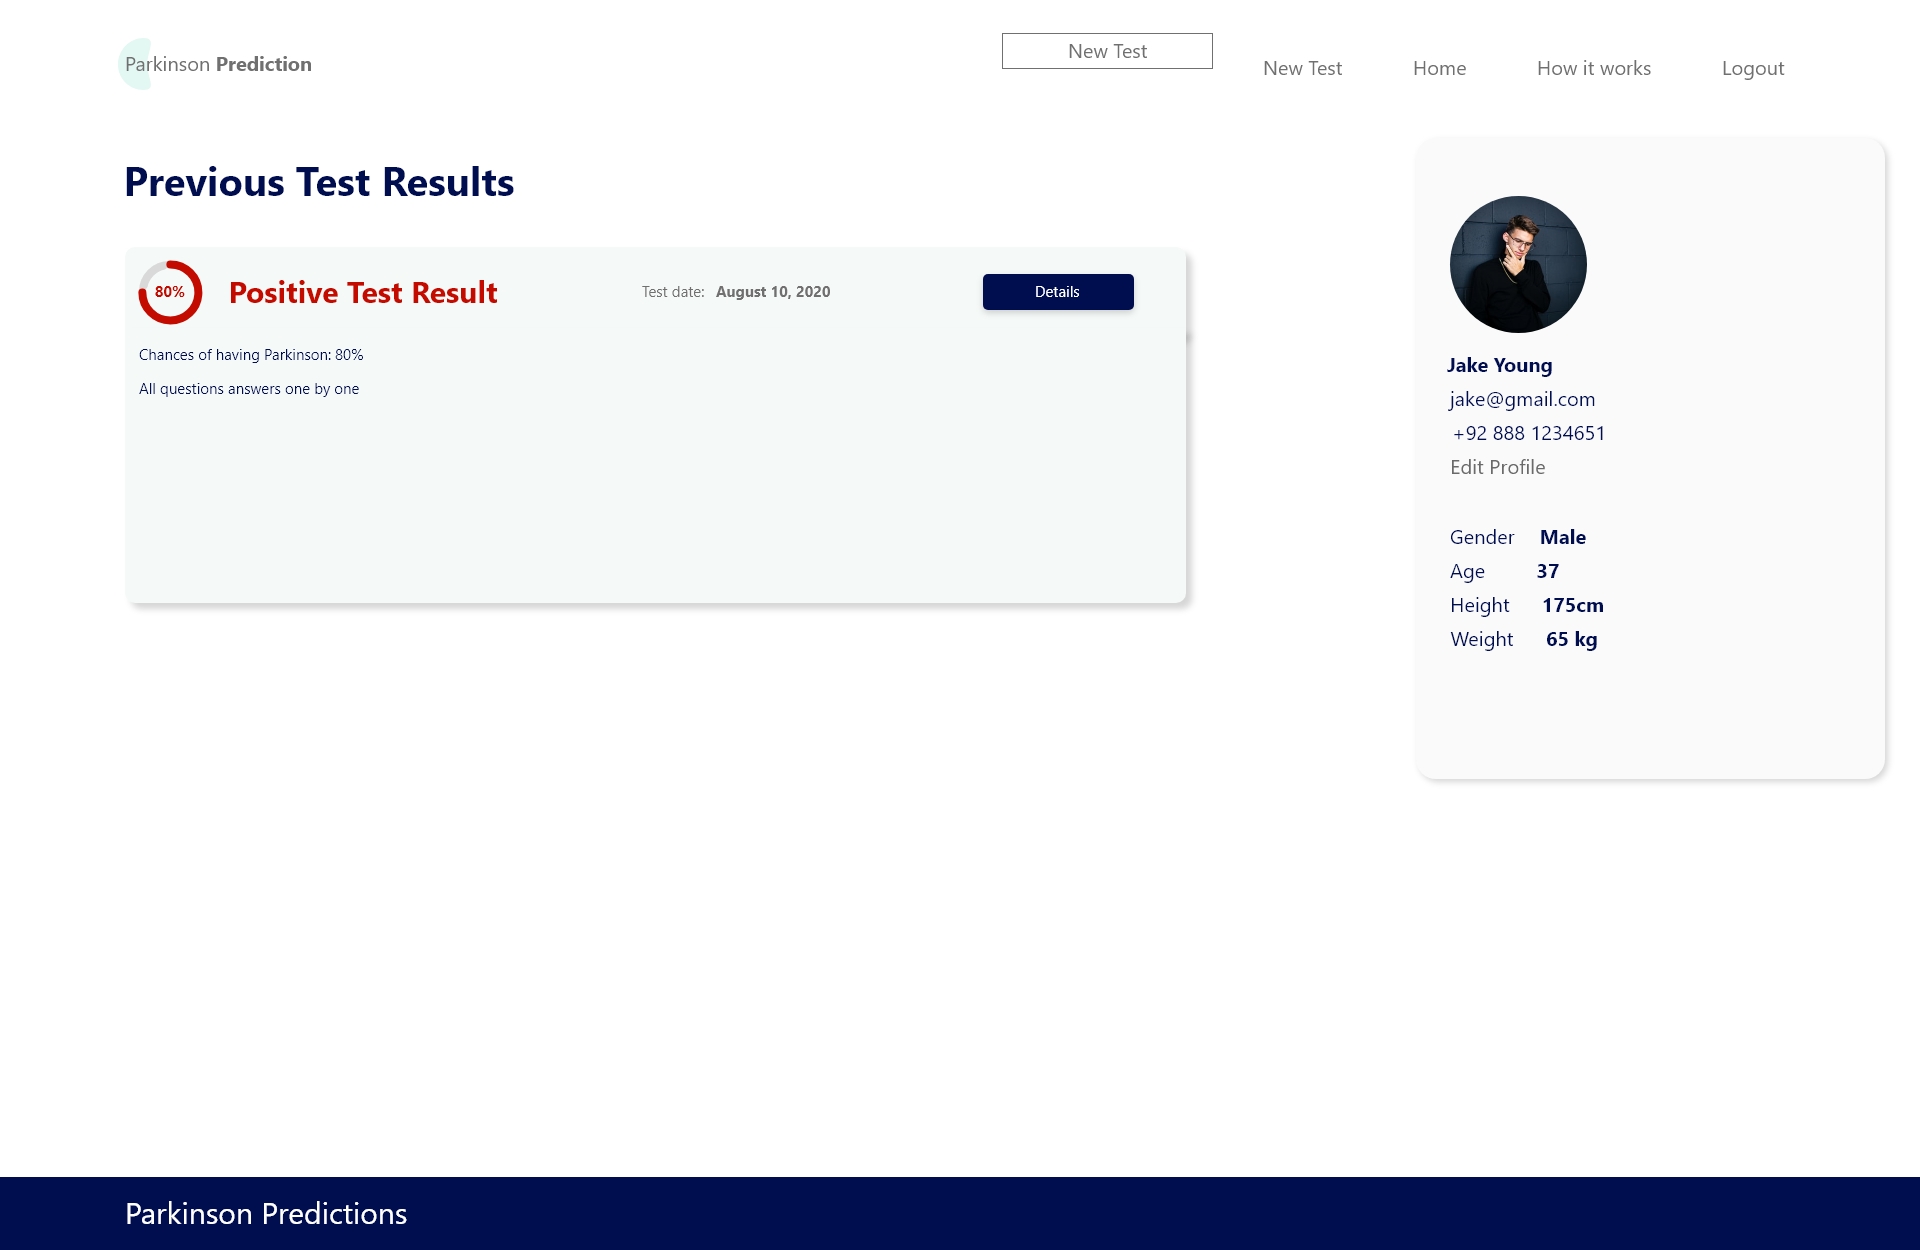 Parkinson Prediction
New Test
New Test
Home
How it works
Logout
Previous Test Results
80%
Positive Test Result
Test date: August 10, 2020
Details
Chances of having Parkinson: 80%
All questions answers one by one
Jake Young
jake@gmail.com
+92 888 1234651
Edit Profile
Gender Male
Age 37
Height 175cm
Weight 65 kg
Parkinson Predictions